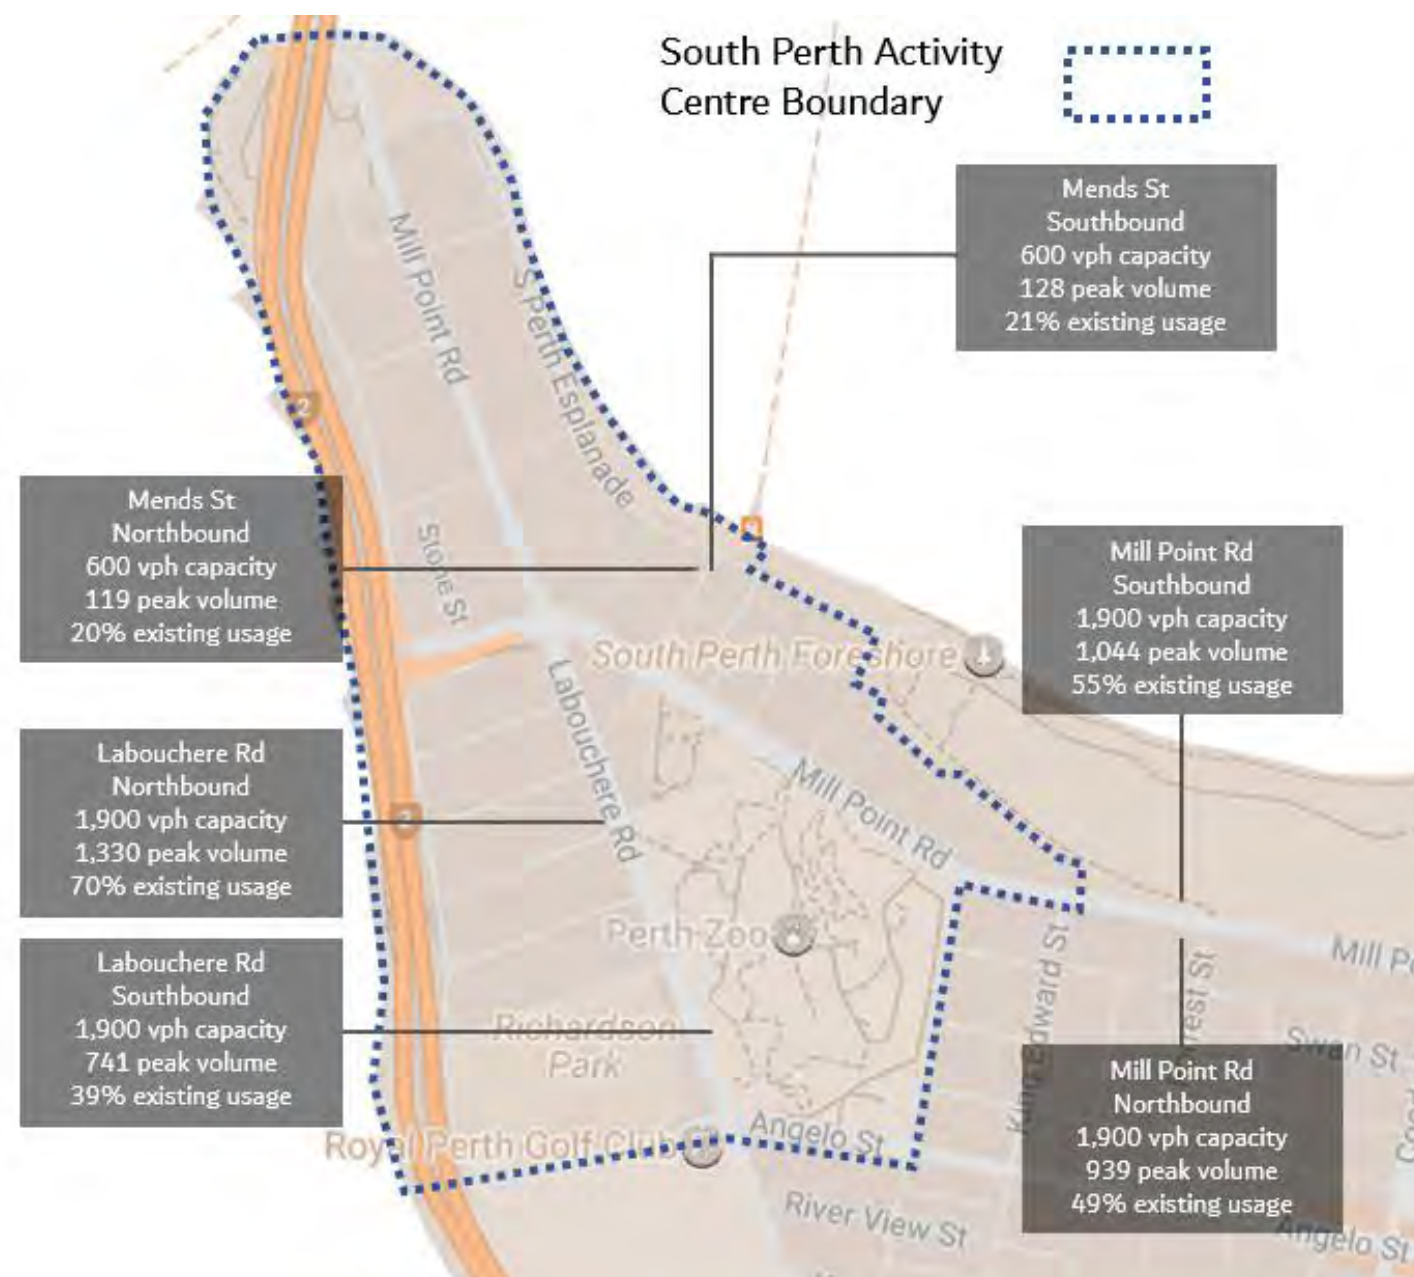 South Perth Activity
Centre Boundary
Mends St
Southbound
600 vph capacity
128 peak volume
21% existing usage
Mill Point Rd
S Perth Esplanade
2
Mends St
Northbound
600 vph capacity
119 peak volume
20% existing usage
Stone St
Mill Point Rd
Southbound
1,900 vph capacity
1,044 peak volume
55% existing usage
South Perth Foreshore
Labouchere Rd
Labouchere Rd
Northbound
1,900 vph capacity
1,330 peak volume
70% existing usage
2
Mill Point Rd
Perth Zoo
Labouchere Rd
Southbound
1,900 vph capacity
741 peak volume
39% existing usage
Richardson
Park
King Edward St
Mill P
Swan St
Mill Point Rd
Northbound
1,900 vph capacity
939 peak volume
49% existing usage
Royal Perth Golf Club
Angelo St
River View St
Angelo St